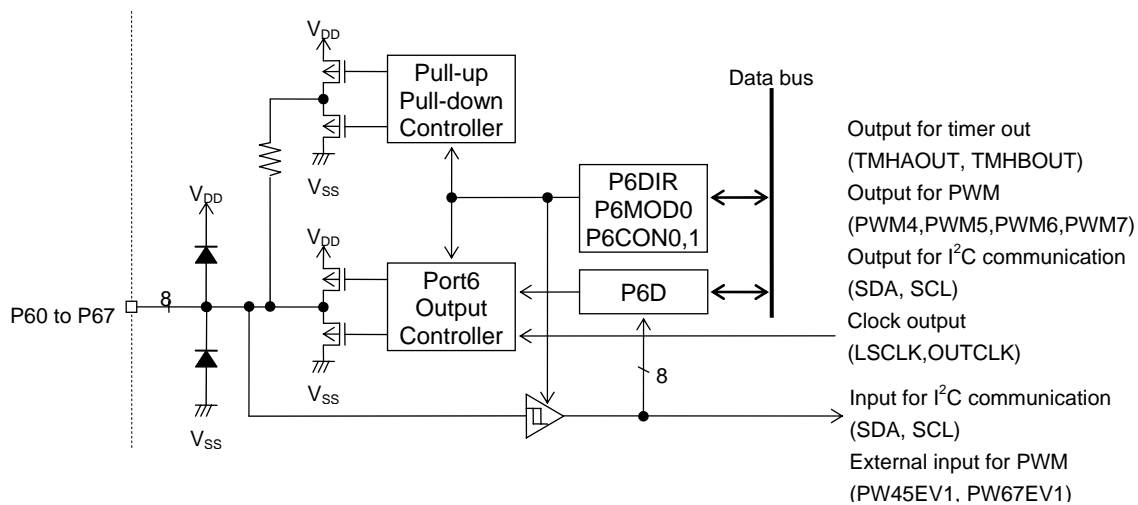 V_DD
Pull-up
Pull-down
Controller
V_SS
Data bus
P6DIR
P6MOD0
P6CON0,1
V_DD
V_DD
Port6
Output
Controller
P6D
P60 to P67
8
V_SS
V_SS
8
Output for timer out
(TMHAOUT, TMHBOUT)
Output for PWM
(PWM4,PWM5,PWM6,PWM7)
Output for I²C communication
(SDA, SCL)
Clock output
(LSCLK,OUTCLK)
Input for I²C communication
(SDA, SCL)
External input for PWM
(PW45EV1, PW67EV1)